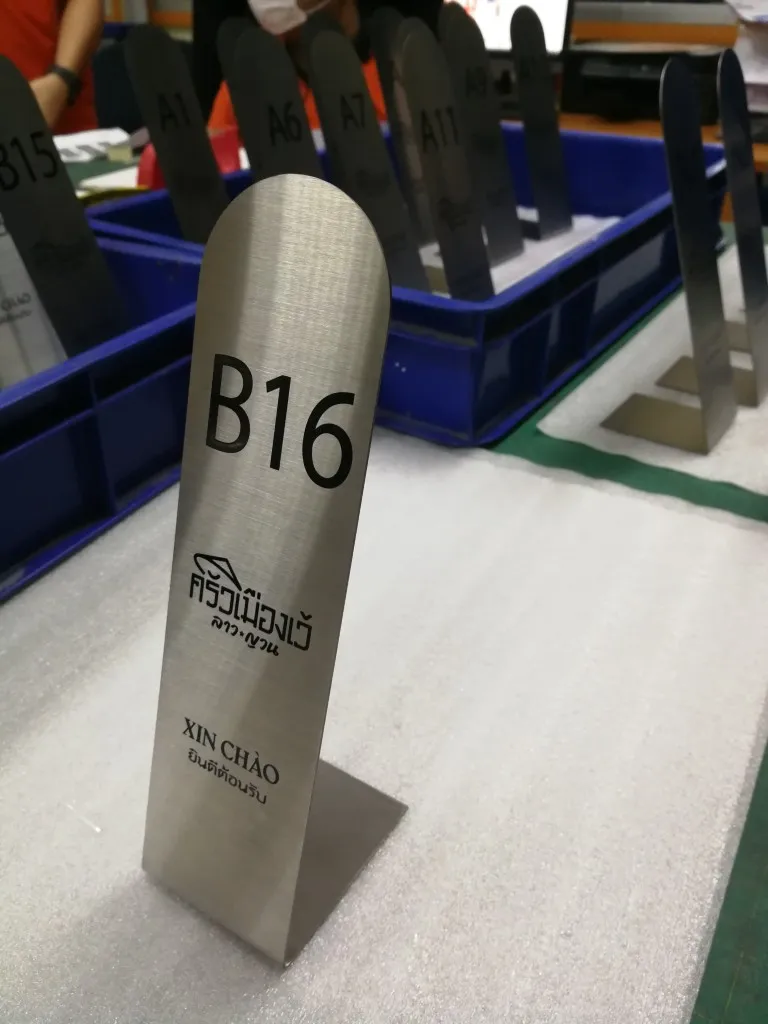 A1
A6
A7
A11
A9
B15
B16
ครัวเมืองเว้
ลาว•ญวน
XIN CHÀO
ยินดีต้อนรับ